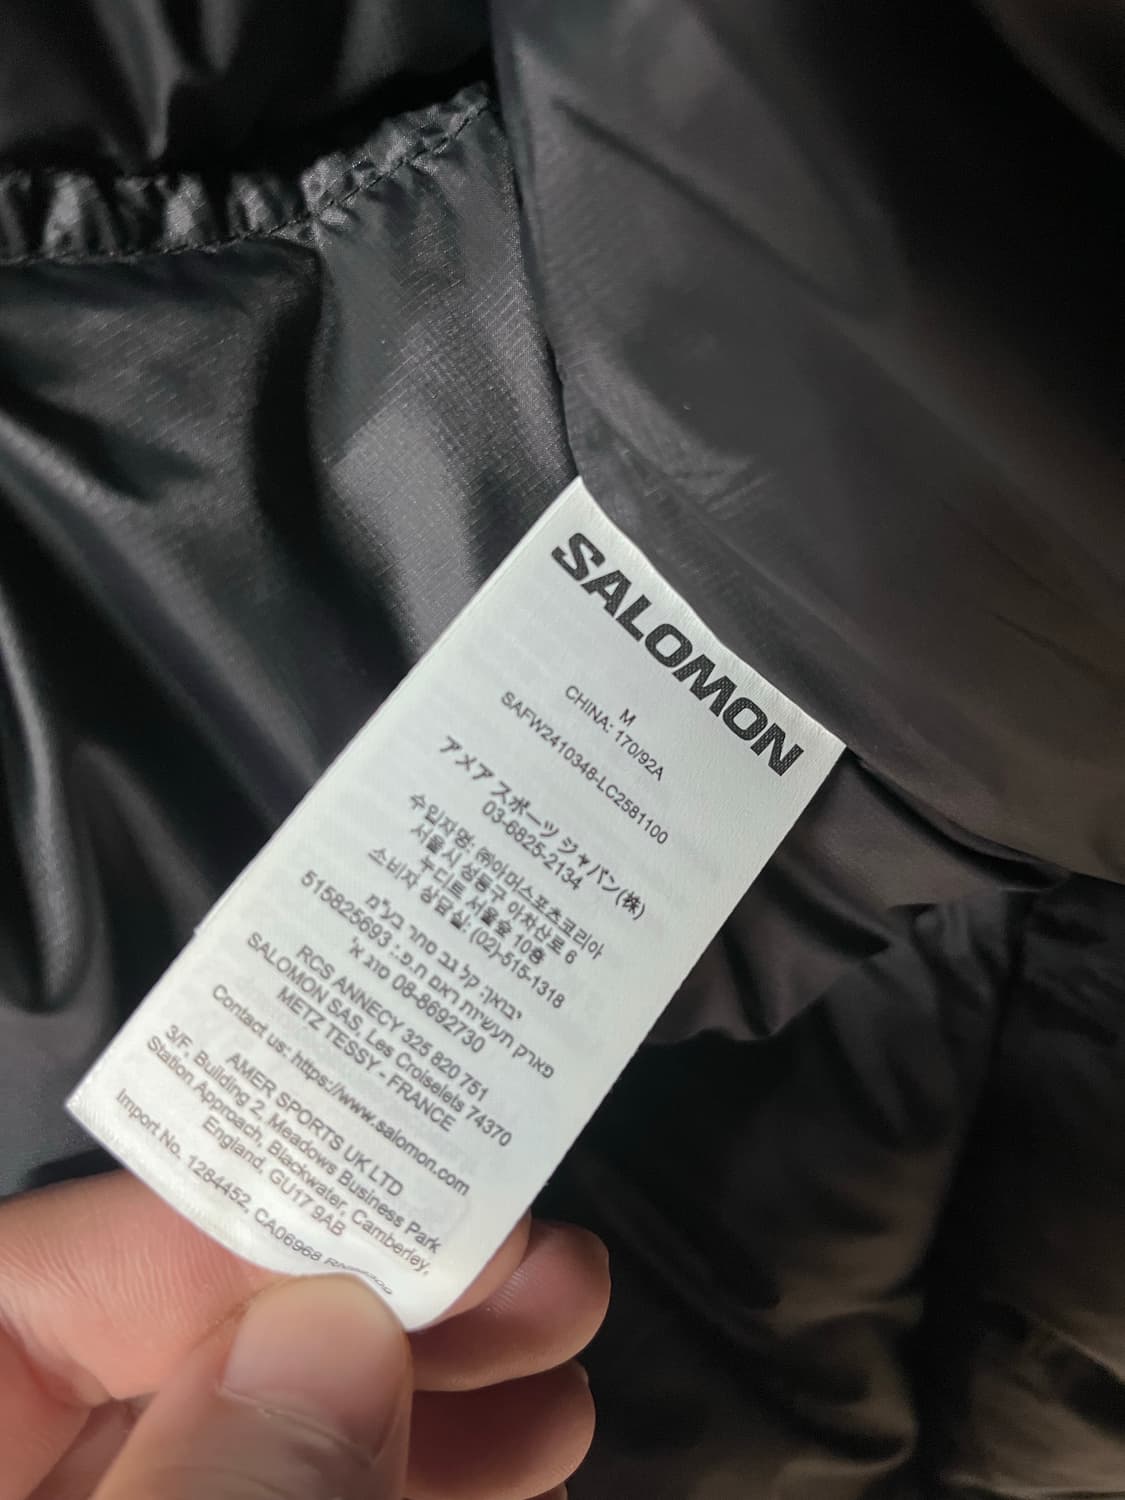 SALOMON
M
CHINA: 170/92A
SAFW2410348-LC2581100
アメア スポーツ ジャパン(株)
03-6825-2134
수입자명: ㈜아머스포츠코리아
서울시 성동구 아차산로 6
누디트 서울숲 10층
소비자 상담실: (02)-515-1318
יבואן: קל גב סחר בע"מ
פארק תעשיות ראם ח.פ.: 515825693
08-8692730 סוג א'
RCS ANNECY 325 820 751
SALOMON SAS, Les Croiselets 74370
METZ TESSY - FRANCE
Contact us: https://www.salomon.com
AMER SPORTS UK LTD
3/F, Building 2, Meadows Business Park
Station Approach, Blackwater, Camberley,
England, GU17 9AB
Import No. 1284452, CA06968